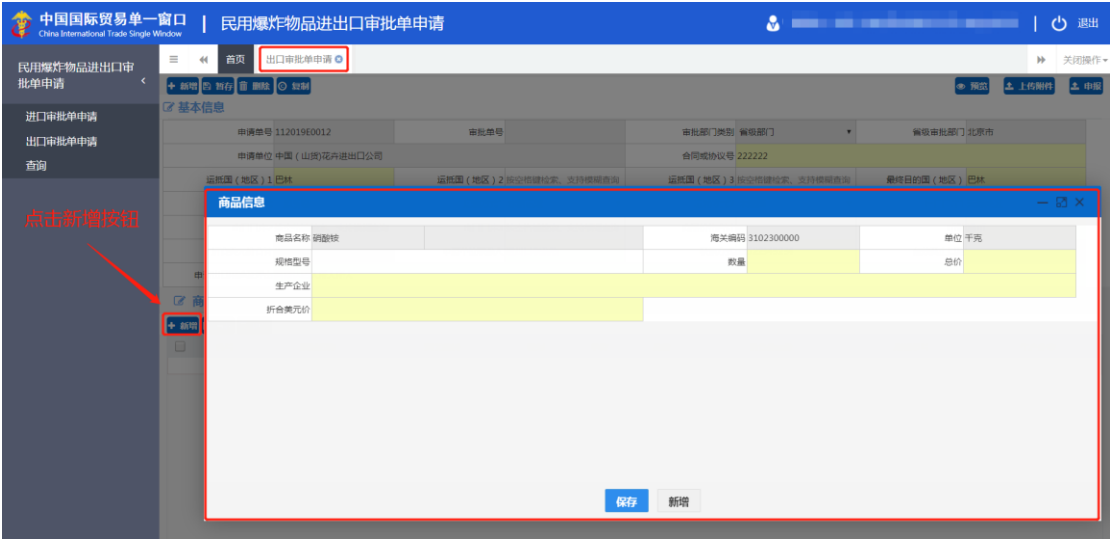 中国国际贸易单一窗口 | 民用爆炸物品进出口审批单申请 退出
China International Trade Single Window
民用爆炸物品进出口审批单申请
首页 出口审批单申请 关闭操作
进口审批单申请
出口审批单申请
查询
新增 暂存 删除 复制 预览 上传附件 申报
基本信息
申请单号 112019E0012 审批单号 审批部门类别 省级部门 省级审批部门 北京市
申请单位 中国(山货)花卉进出口公司 合同或协议号 222222
运抵国(地区)1 巴林 运抵国(地区)2 按空格键检索、支持模糊查询 运抵国(地区)3 按空格键检索、支持模糊查询 最终目的国(地区) 巴林
点击新增按钮
商品信息
商品名称 硝酸铵 海关编码 3102300000 单位 千克
规格型号 数量 总价
生产企业
折合美元价
申
商
新增
保存 新增